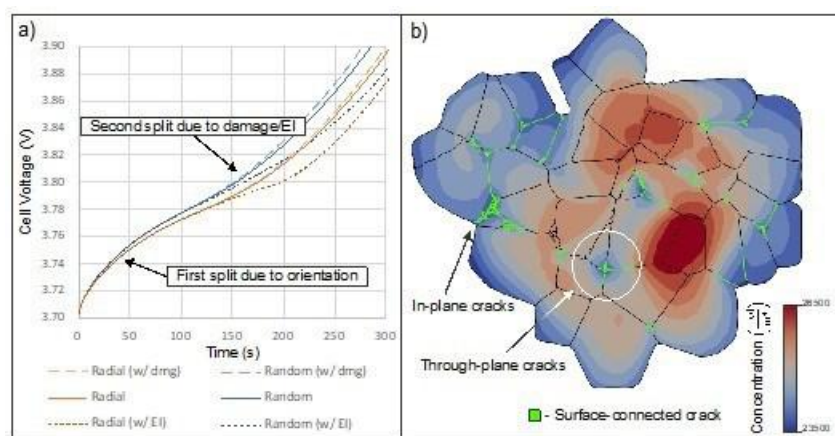 a)
3.90
3.88
3.86
3.84
3.82
3.80
3.78
3.76
3.74
3.72
3.70
Cell Voltage (V)
Second split due to damage/EI
First split due to orientation
0
50
100
150
200
250
300
Time (s)
Radial (w/ dmg)
Random (w/ dmg)
Radial
Random
Radial (w/ EI)
Random (w/ EI)
b)
In-plane cracks
Through-plane cracks
- Surface-connected crack
Concentration
28500
23500